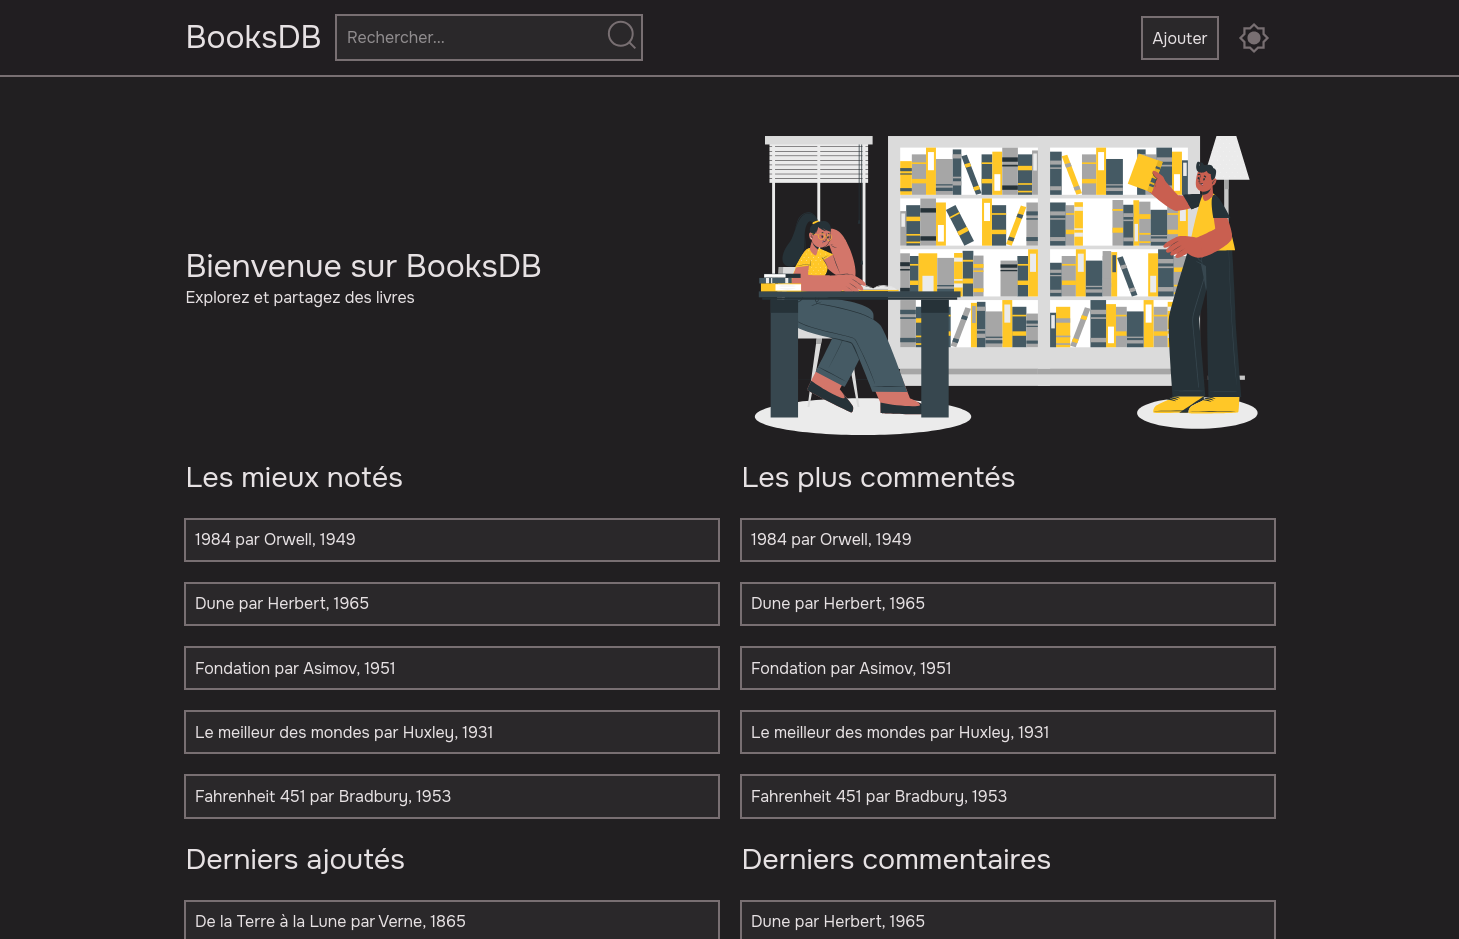 BooksDB
Rechercher...
Ajouter
Bienvenue sur BooksDB
Explorez et partagez des livres
Les mieux notés
1984 par Orwell, 1949
Dune par Herbert, 1965
Fondation par Asimov, 1951
Le meilleur des mondes par Huxley, 1931
Fahrenheit 451 par Bradbury, 1953
Les plus commentés
1984 par Orwell, 1949
Dune par Herbert, 1965
Fondation par Asimov, 1951
Le meilleur des mondes par Huxley, 1931
Fahrenheit 451 par Bradbury, 1953
Derniers ajoutés
De la Terre à la Lune par Verne, 1865
Derniers commentaires
Dune par Herbert, 1965